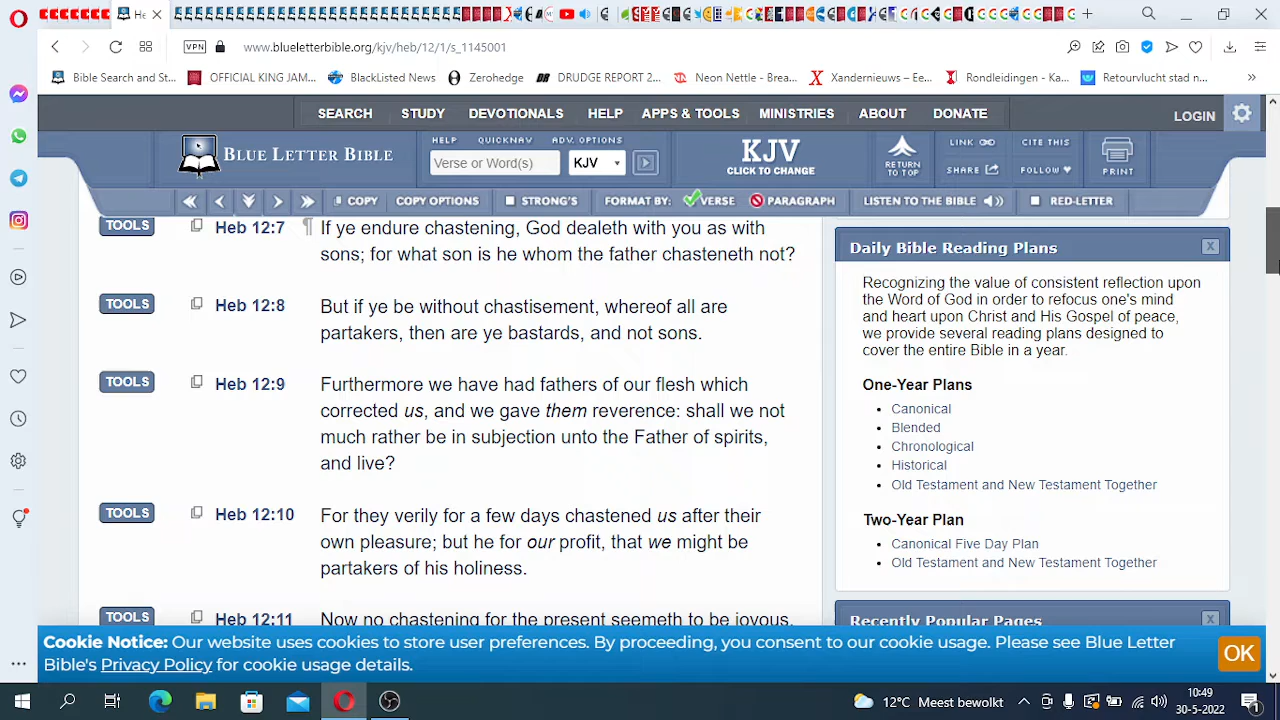 He
VPN
www.blueletterbible.org/kjv/heb/12/1/s_1145001
Bible Search and St...
OFFICIAL KING JAM...
BlackListed News
Zerohedge
DRUDGE REPORT 2...
Neon Nettle - Brea...
Xandernieuws – Ee...
Rondleidingen - Ka...
Retourvlucht stad n...
SEARCH STUDY DEVOTIONALS HELP APPS & TOOLS MINISTRIES ABOUT DONATE
LOGIN
BLUE LETTER BIBLE
HELP QUICKNAV ADV. OPTIONS
Verse or Word(s)
KJV
KJV
CLICK TO CHANGE
RETURN
TO TOP
LINK
CITE THIS
SHARE
FOLLOW
PRINT
COPY COPY OPTIONS STRONG'S FORMAT BY: VERSE PARAGRAPH LISTEN TO THE BIBLE RED-LETTER
TOOLS Heb 12:7 ¶ If ye endure chastening, God dealeth with you as with
sons; for what son is he whom the father chasteneth not?
TOOLS Heb 12:8 But if ye be without chastisement, whereof all are
partakers, then are ye bastards, and not sons.
TOOLS Heb 12:9 Furthermore we have had fathers of our flesh which
corrected us, and we gave them reverence: shall we not
much rather be in subjection unto the Father of spirits,
and live?
TOOLS Heb 12:10 For they verily for a few days chastened us after their
own pleasure; but he for our profit, that we might be
partakers of his holiness.
TOOLS Heb 12:11 Now no chastening for the present seemeth to be joyous,
Daily Bible Reading Plans
X
Recognizing the value of consistent reflection upon
the Word of God in order to refocus one's mind
and heart upon Christ and His Gospel of peace,
we provide several reading plans designed to
cover the entire Bible in a year.
One-Year Plans
• Canonical
• Blended
• Chronological
• Historical
• Old Testament and New Testament Together
Two-Year Plan
• Canonical Five Day Plan
• Old Testament and New Testament Together
Recently Popular Pages
X
Cookie Notice: Our website uses cookies to store user preferences. By proceeding, you consent to our cookie usage. Please see Blue Letter
Bible's Privacy Policy for cookie usage details.
OK
12°C Meest bewolkt
10:49
30-5-2022
1